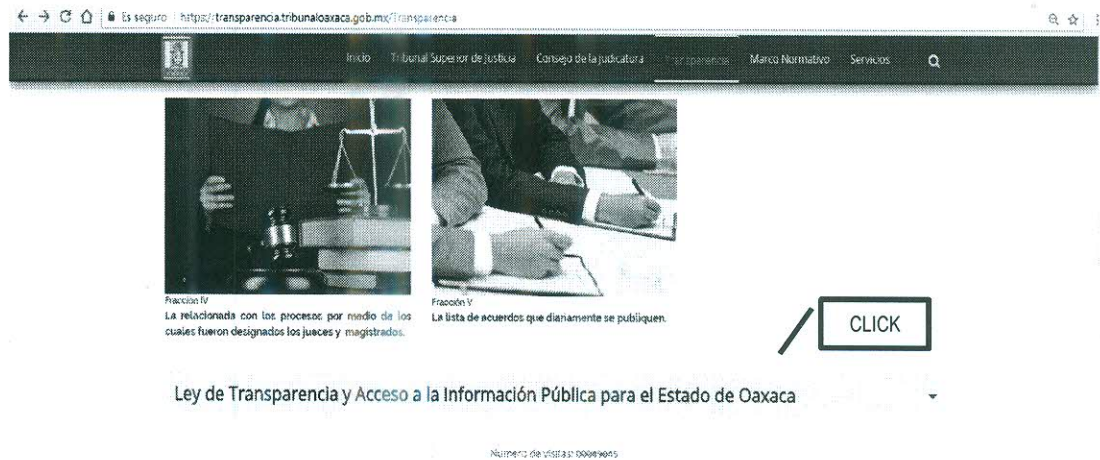 Es seguro https://transparencia.tribunaloaxaca.gob.mx/Transparencia
Inicio Tribunal Superior de Justicia Consejo de la Judicatura Transparencia Marco Normativo Servicios
Fracción IV
La relacionada con los procesos por medio de los
cuales fueron designados los jueces y magistrados.
Fracción V
La lista de acuerdos que diariamente se publiquen.
CLICK
Ley de Transparencia y Acceso a la Información Pública para el Estado de Oaxaca
Número de visitas: